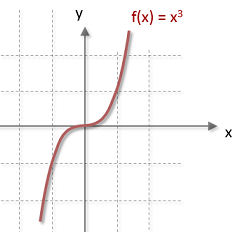 y
f(x) = x³
x